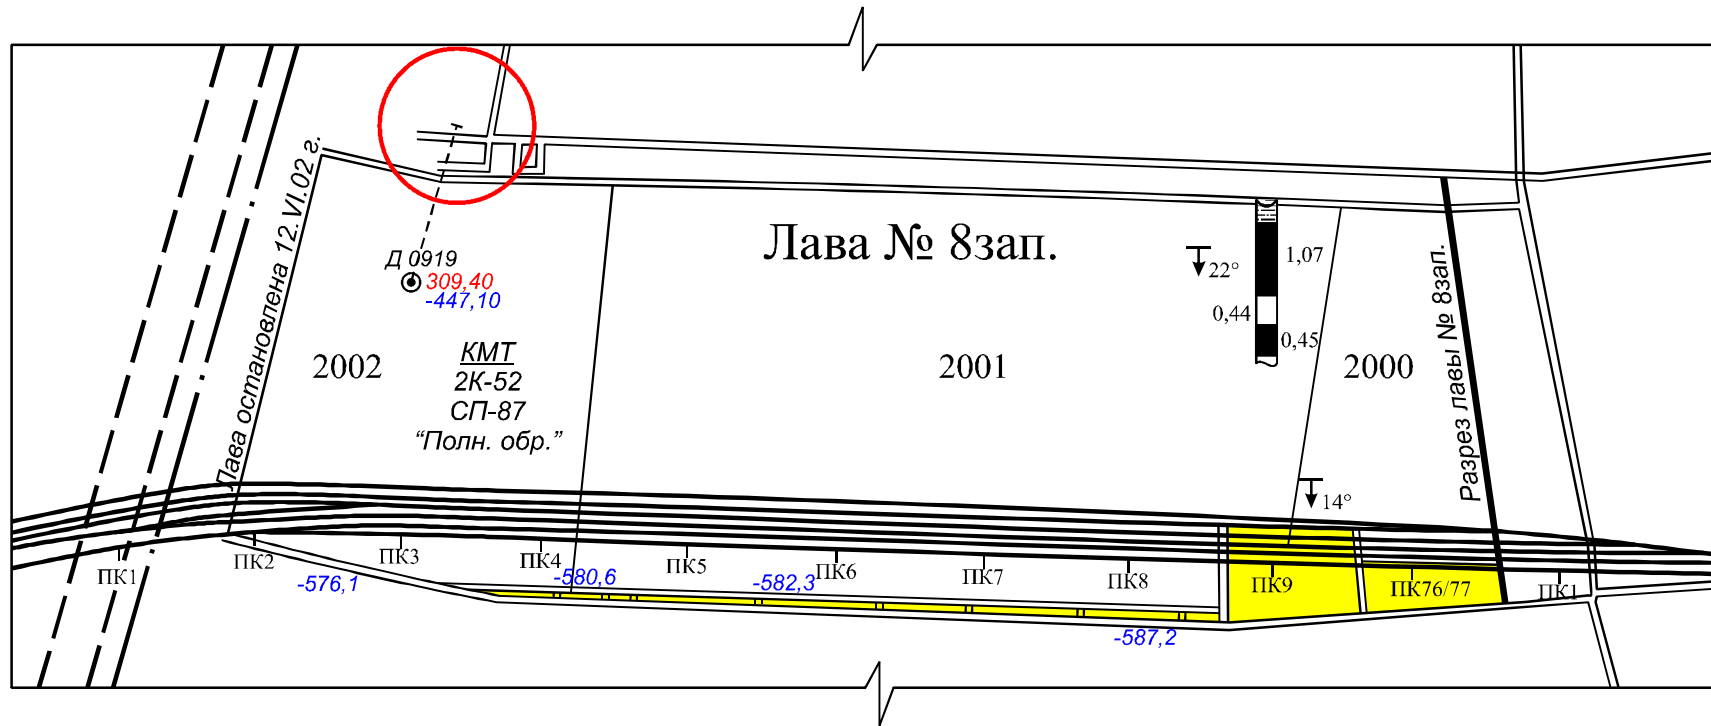 Лава № 8зап.
Лава остановлена 12.VI.02 г.
Д 0919
309,40
-447,10
22°
1,07
0,44
0,45
Разрез лавы № 8зап.
2002
КМТ
2К-52
СП-87
“Полн. обр.”
2001
2000
14°
ПК1
ПК2
ПК3
ПК4
ПК5
ПК6
ПК7
ПК8
ПК9
ПК76/77
ПК1
-576,1
-580,6
-582,3
-587,2